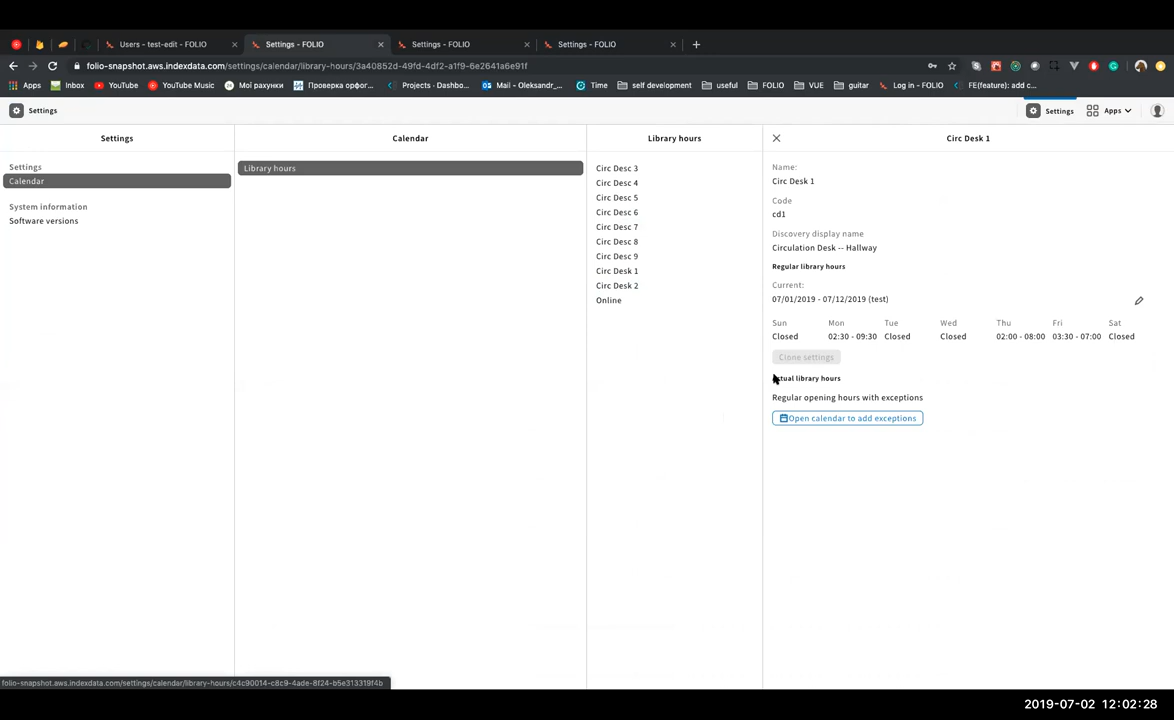 Users - test-edit - FOLIO
Settings - FOLIO
Settings - FOLIO
Settings - FOLIO
folio-snapshot.aws.indexdata.com/settings/calendar/library-hours/3a40852d-49fd-4df2-a1f9-6e2641a6e91f
Apps Inbox YouTube YouTube Music Мої рахунки Проверка орфог... Projects - Dashbo... Mail - Oleksandr_... Time self development FOLIO VUE guitar Log in - FOLIO FE(feature): add c...
Settings
Settings Apps
Settings
Calendar
Library hours
Circ Desk 1
Settings
Calendar
System information
Software versions
Library hours
Circ Desc 3
Circ Desc 4
Circ Desc 5
Circ Desc 6
Circ Desc 7
Circ Desc 8
Circ Desc 9
Circ Desk 1
Circ Desk 2
Online
Name:
Circ Desk 1
Code
cd1
Discovery display name
Circulation Desk -- Hallway
Regular library hours
Current:
07/01/2019 - 07/12/2019 (test)
Sun Mon Tue Wed Thu Fri Sat
Closed 02:30 - 09:30 Closed Closed 02:00 - 08:00 03:30 - 07:00 Closed
Clone settings
library hours
Regular opening hours with exceptions
Open calendar to add exceptions
folio-snapshot.aws.indexdata.com/settings/calendar/library-hours/c4c90014-c8c9-4ade-8f24-b5e313319f4b
2019-07-02 12:02:28